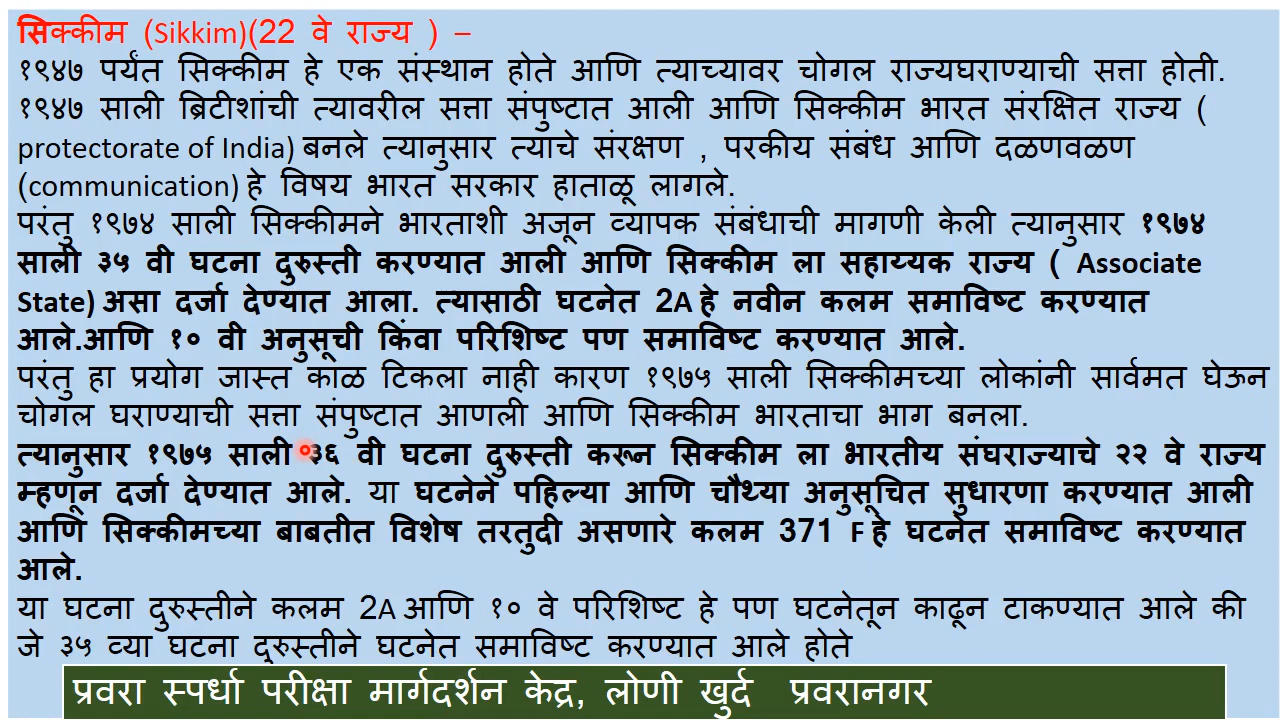 सिक्कीम (Sikkim)(22 वे राज्य ) –
१९४७ पर्यंत सिक्कीम हे एक संस्थान होते आणि त्याच्यावर चोगल राज्यघराण्याची सत्ता होती.
१९४७ साली ब्रिटीशांची त्यावरील सत्ता संपुष्टात आली आणि सिक्कीम भारत संरक्षित राज्य (
protectorate of India) बनले त्यानुसार त्याचे संरक्षण , परकीय संबंध आणि दळणवळण
(communication) हे विषय भारत सरकार हाताळू लागले.
परंतु १९७४ साली सिक्कीमने भारताशी अजून व्यापक संबंधाची मागणी केली त्यानुसार १९७४
साली ३५ वी घटना दुरुस्ती करण्यात आली आणि सिक्कीम ला सहाय्यक राज्य ( Associate
State) असा दर्जा देण्यात आला. त्यासाठी घटनेत 2A हे नवीन कलम समाविष्ट करण्यात
आले.आणि १० वी अनुसूची किंवा परिशिष्ट पण समाविष्ट करण्यात आले.
परंतु हा प्रयोग जास्त काळ टिकला नाही कारण १९७५ साली सिक्कीमच्या लोकांनी सार्वमत घेऊन
चोगल घराण्याची सत्ता संपुष्टात आणली आणि सिक्कीम भारताचा भाग बनला.
त्यानुसार १९७५ साली ३६ वी घटना दुरुस्ती करून सिक्कीम ला भारतीय संघराज्याचे २२ वे राज्य
म्हणून दर्जा देण्यात आले. या घटनेने पहिल्या आणि चौथ्या अनुसूचित सुधारणा करण्यात आली
आणि सिक्कीमच्या बाबतीत विशेष तरतुदी असणारे कलम 371 F हे घटनेत समाविष्ट करण्यात
आले.
या घटना दुरुस्तीने कलम 2A आणि १० वे परिशिष्ट हे पण घटनेतून काढून टाकण्यात आले की
जे ३५ व्या घटना दुरुस्तीने घटनेत समाविष्ट करण्यात आले होते
प्रवरा स्पर्धा परीक्षा मार्गदर्शन केद्र, लोणी खुर्द प्रवरानगर